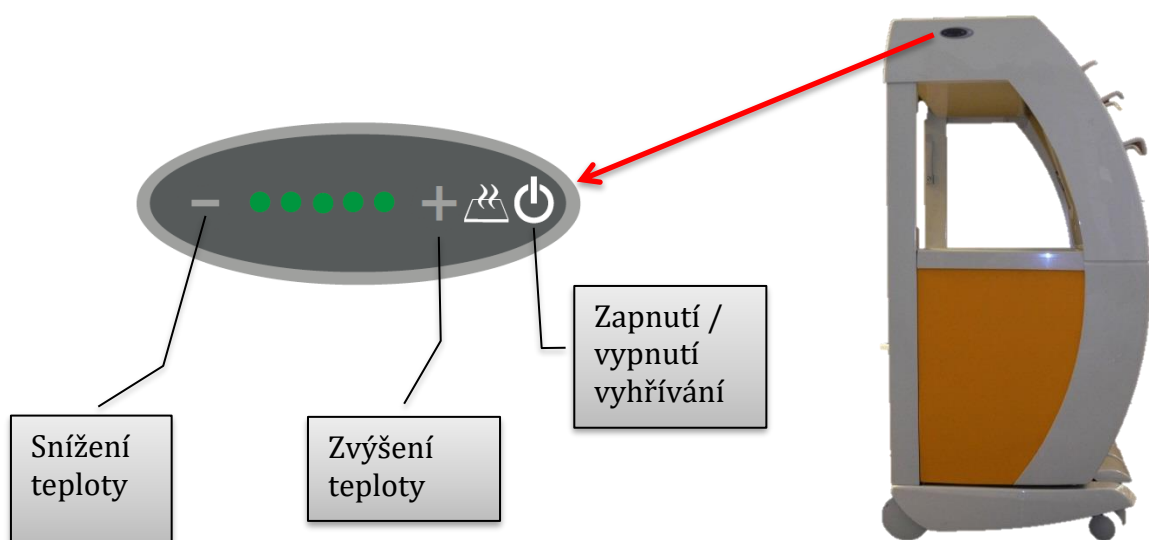 Zapnutí /
vypnutí
vyhřívání
Snížení
teploty
Zvýšení
teploty